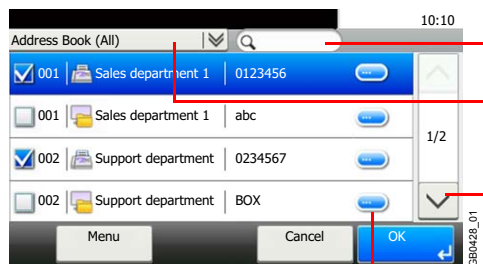 10:10
Address Book (All)
001 Sales department 1 0123456
001 Sales department 1 abc
1/2
002 Support department 0234567
002 Support department BOX
Menu Cancel OK
GB0428_01